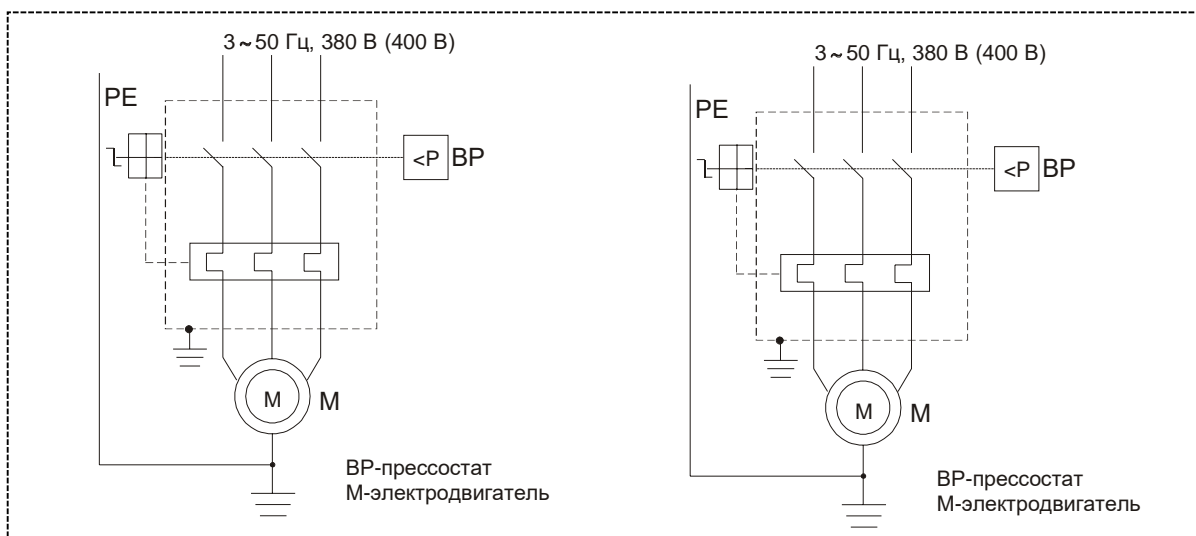 3~50 Гц, 380 В (400 В)
PE
<P BP
M M
BP-прессостат
М-электродвигатель
3~50 Гц, 380 В (400 В)
PE
<P BP
M M
BP-прессостат
М-электродвигатель